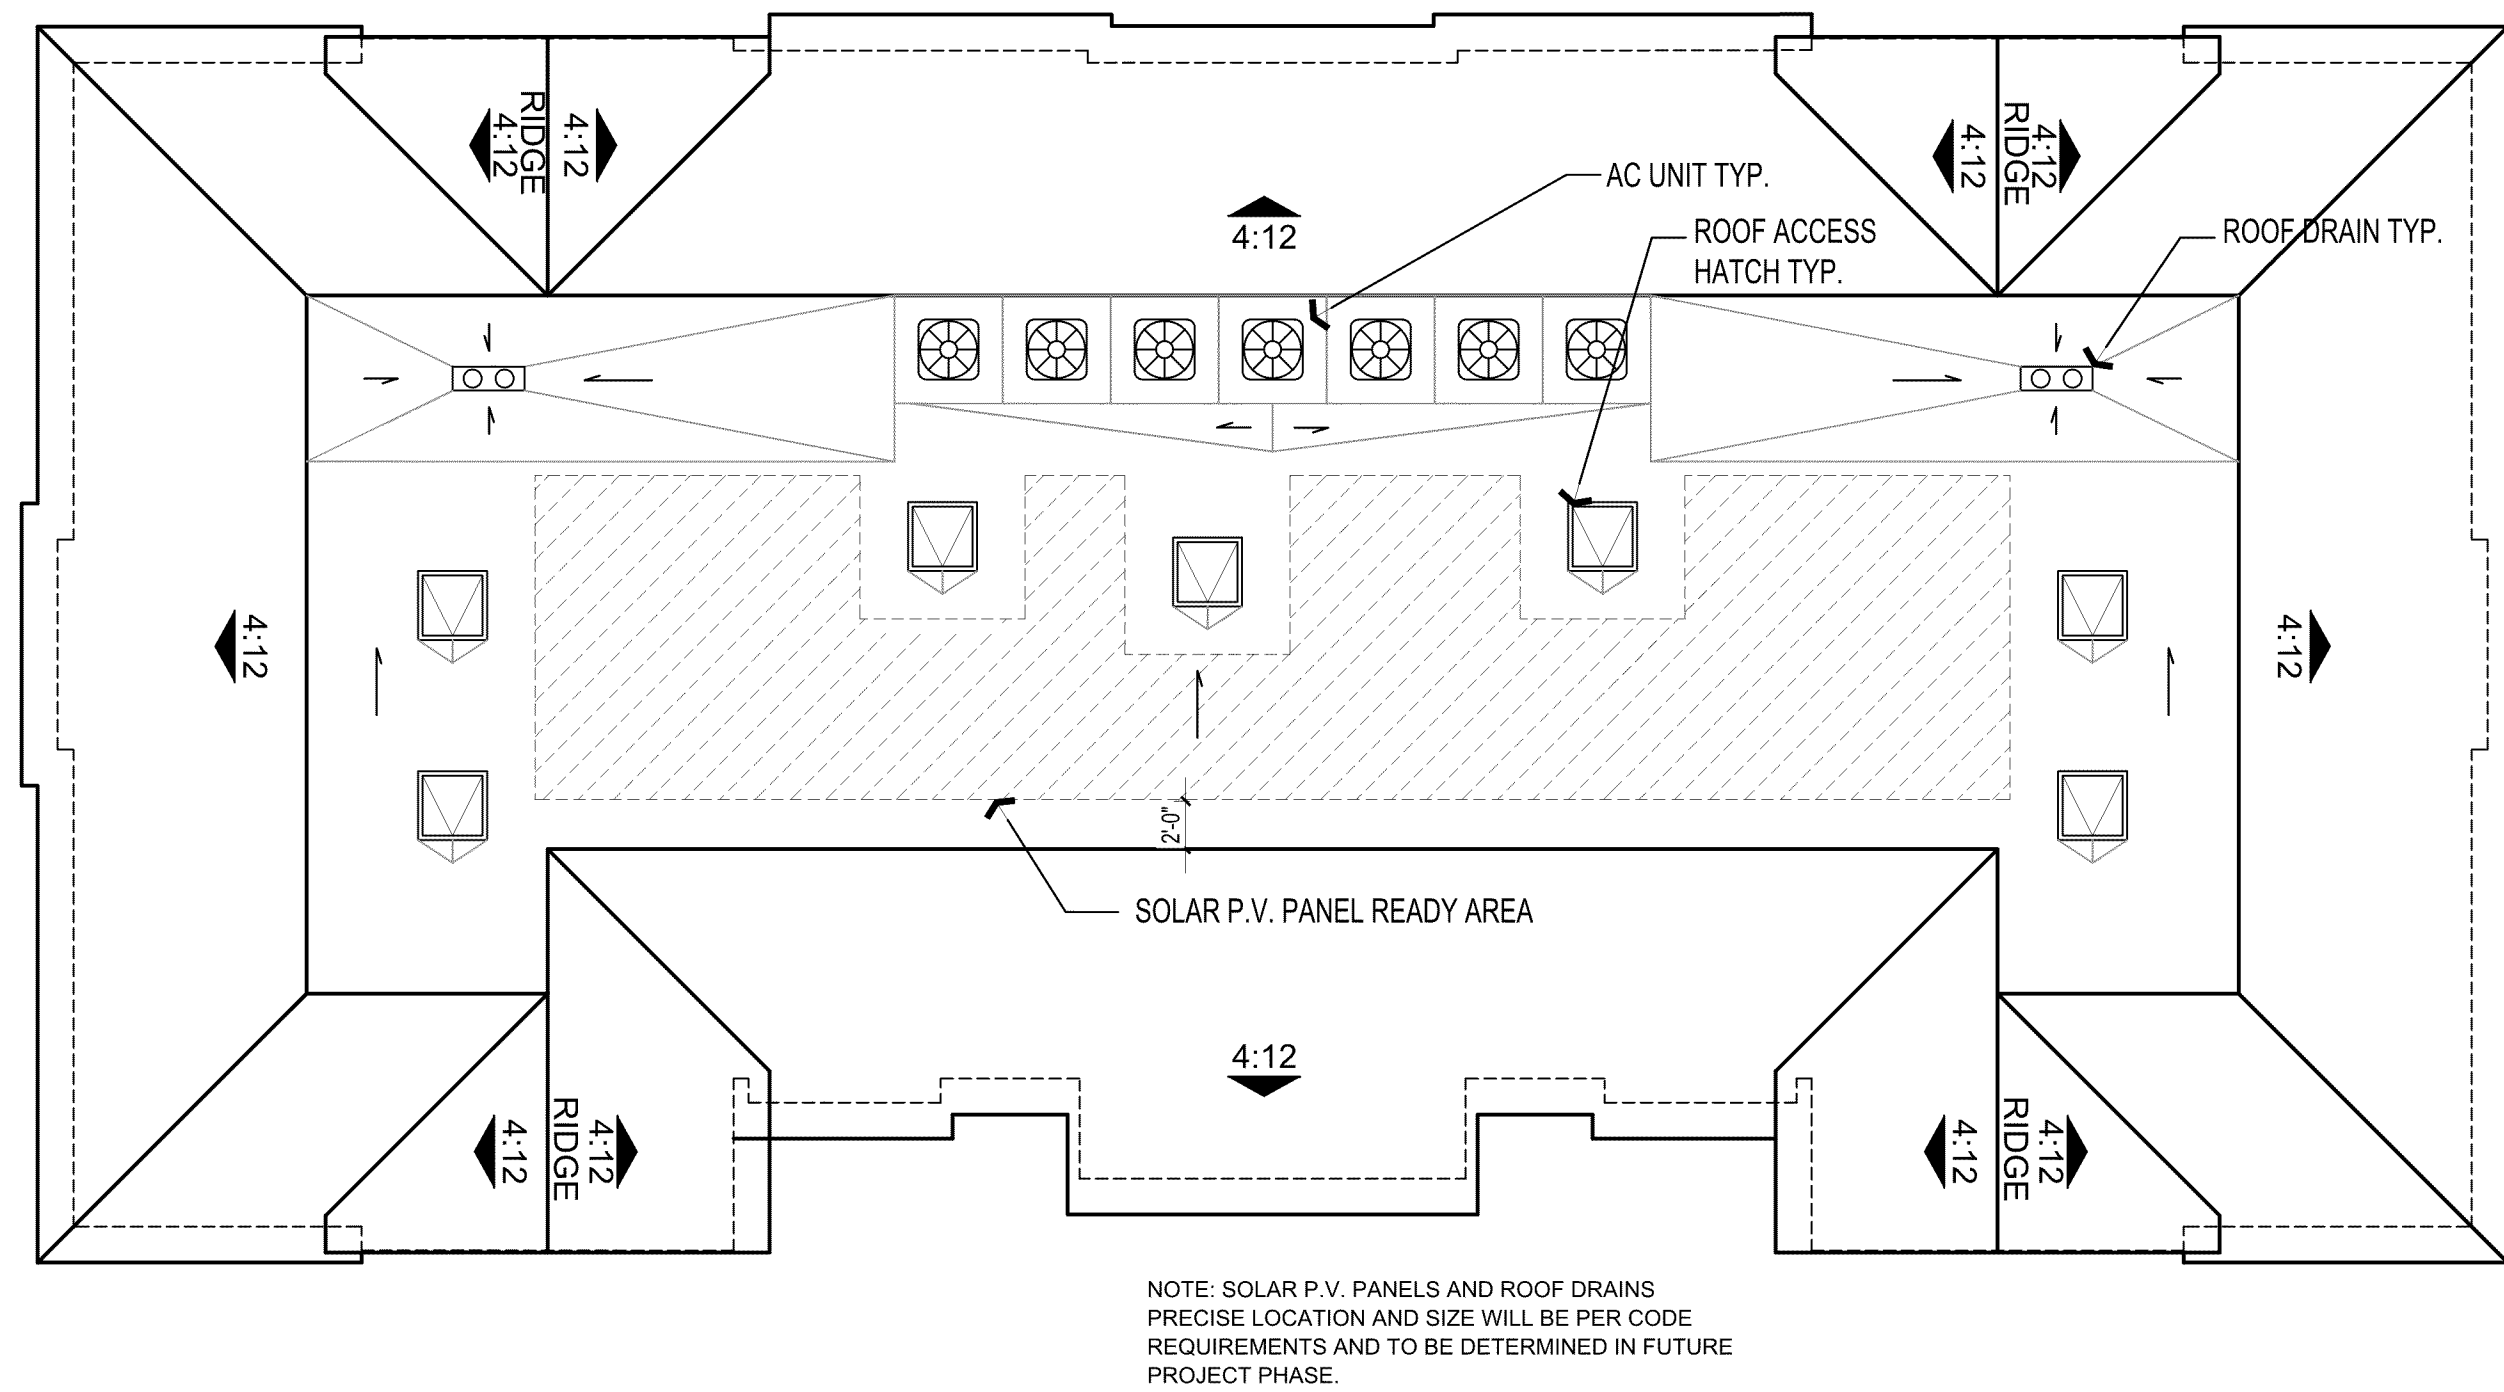 4:12
RIDGE
4:12
4:12
RIDGE
4:12
AC UNIT TYP.
4:12
ROOF ACCESS
HATCH TYP.
ROOF DRAIN TYP.
4:12
4:12
2'-0"
SOLAR P.V. PANEL READY AREA
4:12
4:12
RIDGE
4:12
4:12
RIDGE
4:12
NOTE: SOLAR P.V. PANELS AND ROOF DRAINS
PRECISE LOCATION AND SIZE WILL BE PER CODE
REQUIREMENTS AND TO BE DETERMINED IN FUTURE
PROJECT PHASE.